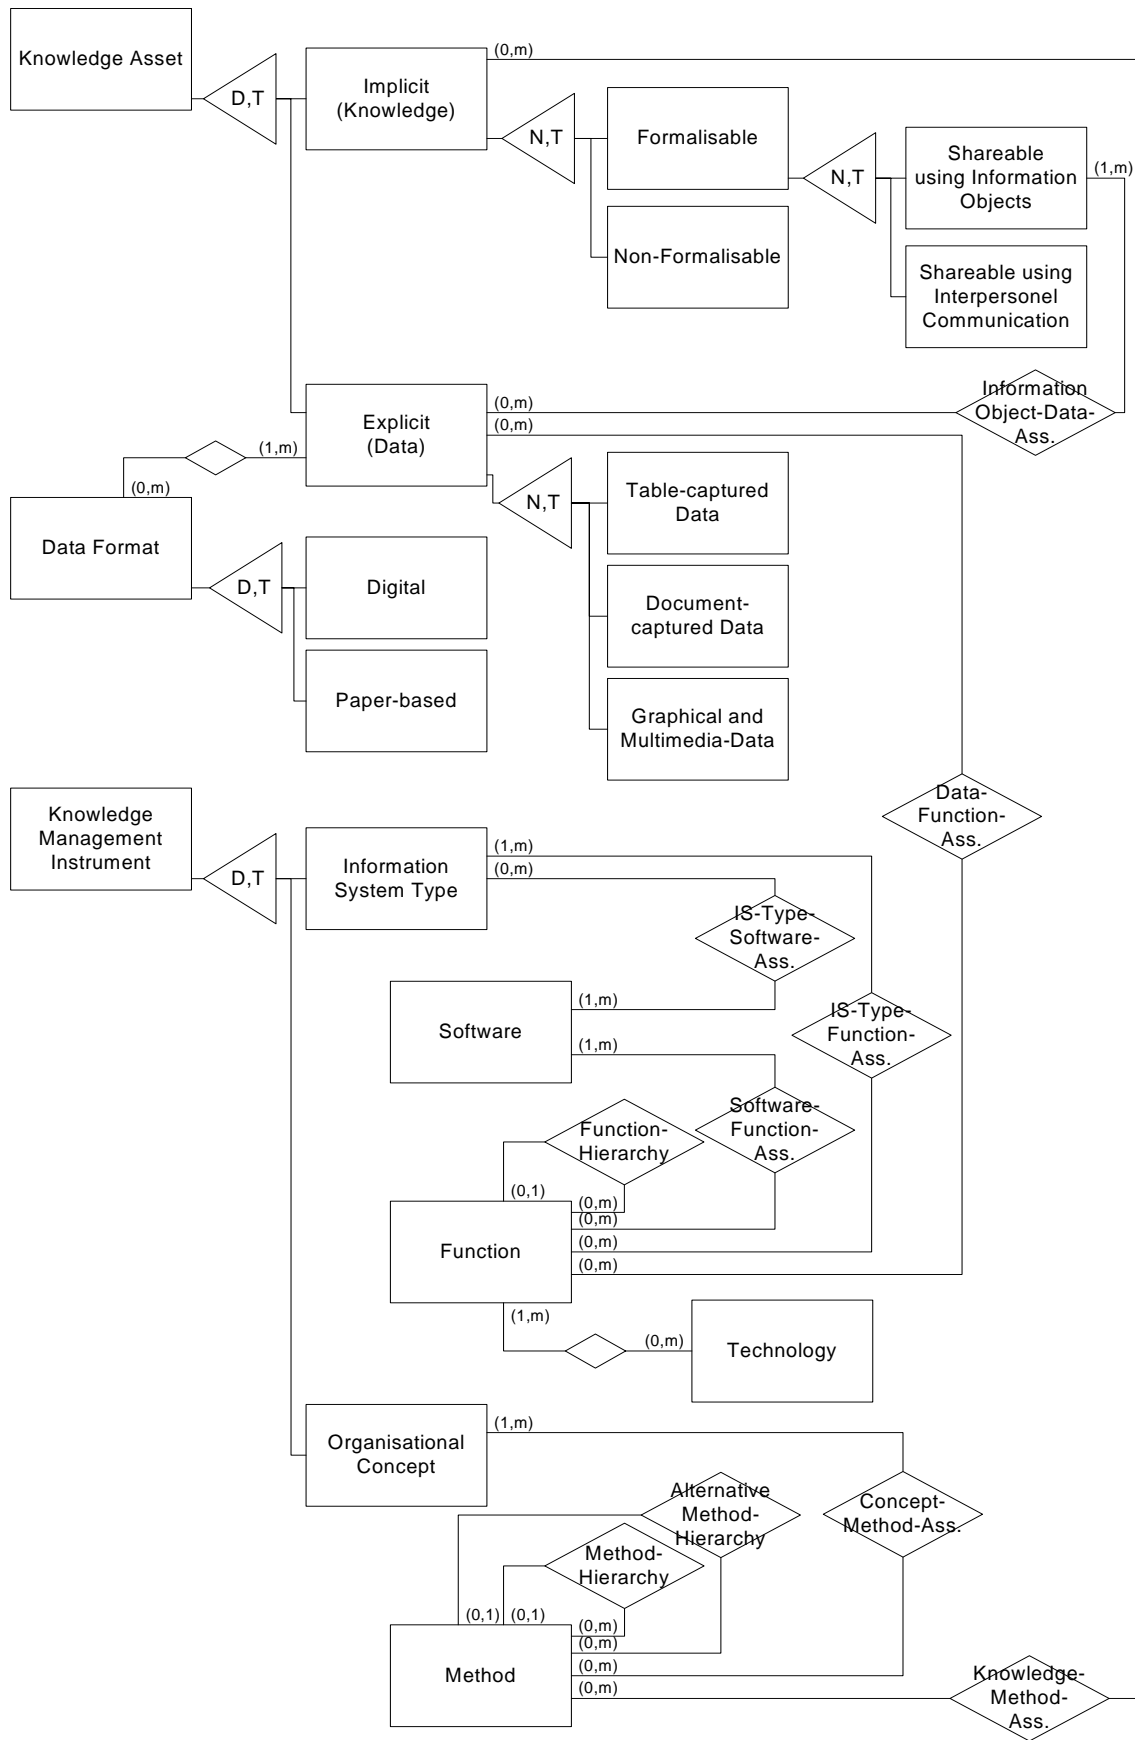 Knowledge Asset
D,T
Implicit
(Knowledge)
(0,m)
N,T
Formalisable
N,T
Shareable
using Information
Objects
(1,m)
Non-Formalisable
Shareable using
Interpersonel
Communication
Explicit
(Data)
(0,m)
(0,m)
Information
Object-Data-
Ass.
(1,m)
(0,m)
N,T
Table-captured
Data
Data Format
D,T
Digital
Document-
captured Data
Paper-based
Graphical and
Multimedia-Data
Knowledge
Management
Instrument
D,T
Information
System Type
(1,m)
(0,m)
Data-
Function-
Ass.
IS-Type-
Software-
Ass.
Software
(1,m)
(1,m)
IS-Type-
Function-
Ass.
Function-
Hierarchy
Software-
Function-
Ass.
(0,1)
(0,m)
(0,m)
(0,m)
(0,m)
Function
(1,m)
(0,m)
Technology
Organisational
Concept
(1,m)
Alternative
Method-
Hierarchy
Concept-
Method-Ass.
Method-
Hierarchy
(0,1)
(0,1)
(0,m)
(0,m)
(0,m)
(0,m)
Method
Knowledge-
Method-
Ass.